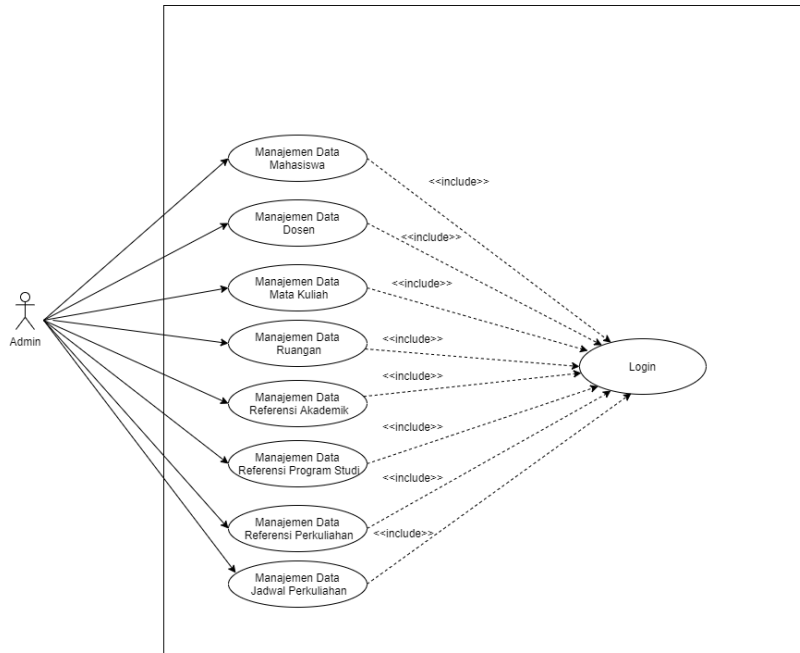 Manajemen Data
Mahasiswa
<<include>>
Manajemen Data
Dosen
<<include>>
Manajemen Data
Mata Kuliah
<<include>>
Admin
Manajemen Data
Ruangan
<<include>>
Login
Manajemen Data
Referensi Akademik
<<include>>
Manajemen Data
Referensi Program Studi
<<include>>
Manajemen Data
Referensi Perkuliahan
<<include>>
Manajemen Data
Jadwal Perkuliahan
<<include>>